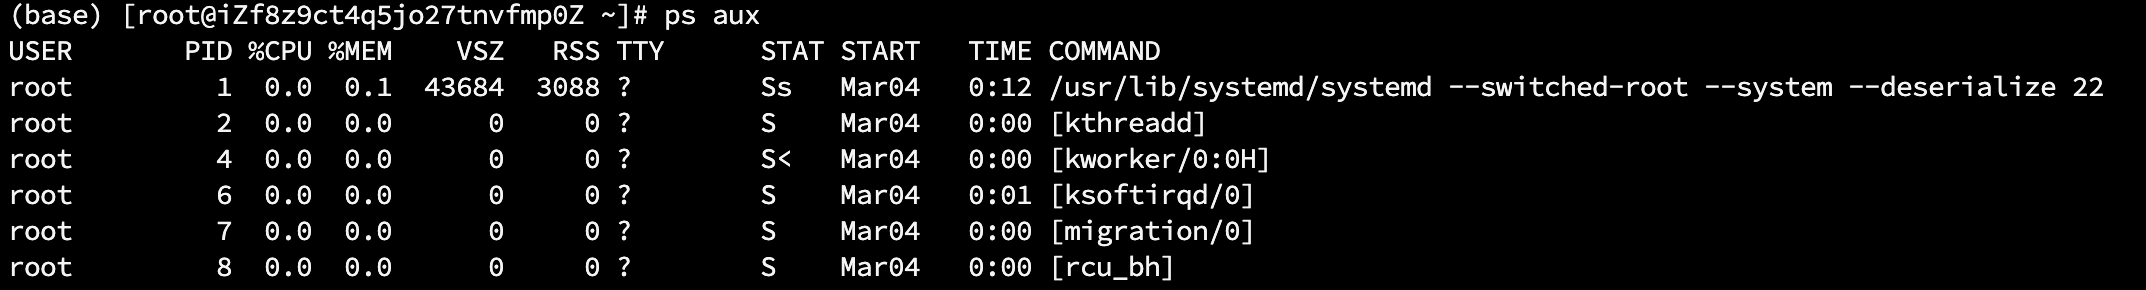 (base) [root@iZf8z9ct4q5jo27tnvfmp0Z ~]# ps aux
USER       PID %CPU %MEM    VSZ   RSS TTY      STAT START   TIME COMMAND
root         1  0.0  0.1  43684  3088 ?        Ss   Mar04   0:12 /usr/lib/systemd/systemd --switched-root --system --deserialize 22
root         2  0.0  0.0      0     0 ?        S    Mar04   0:00 [kthreadd]
root         4  0.0  0.0      0     0 ?        S<   Mar04   0:00 [kworker/0:0H]
root         6  0.0  0.0      0     0 ?        S    Mar04   0:01 [ksoftirqd/0]
root         7  0.0  0.0      0     0 ?        S    Mar04   0:00 [migration/0]
root         8  0.0  0.0      0     0 ?        S    Mar04   0:00 [rcu_bh]